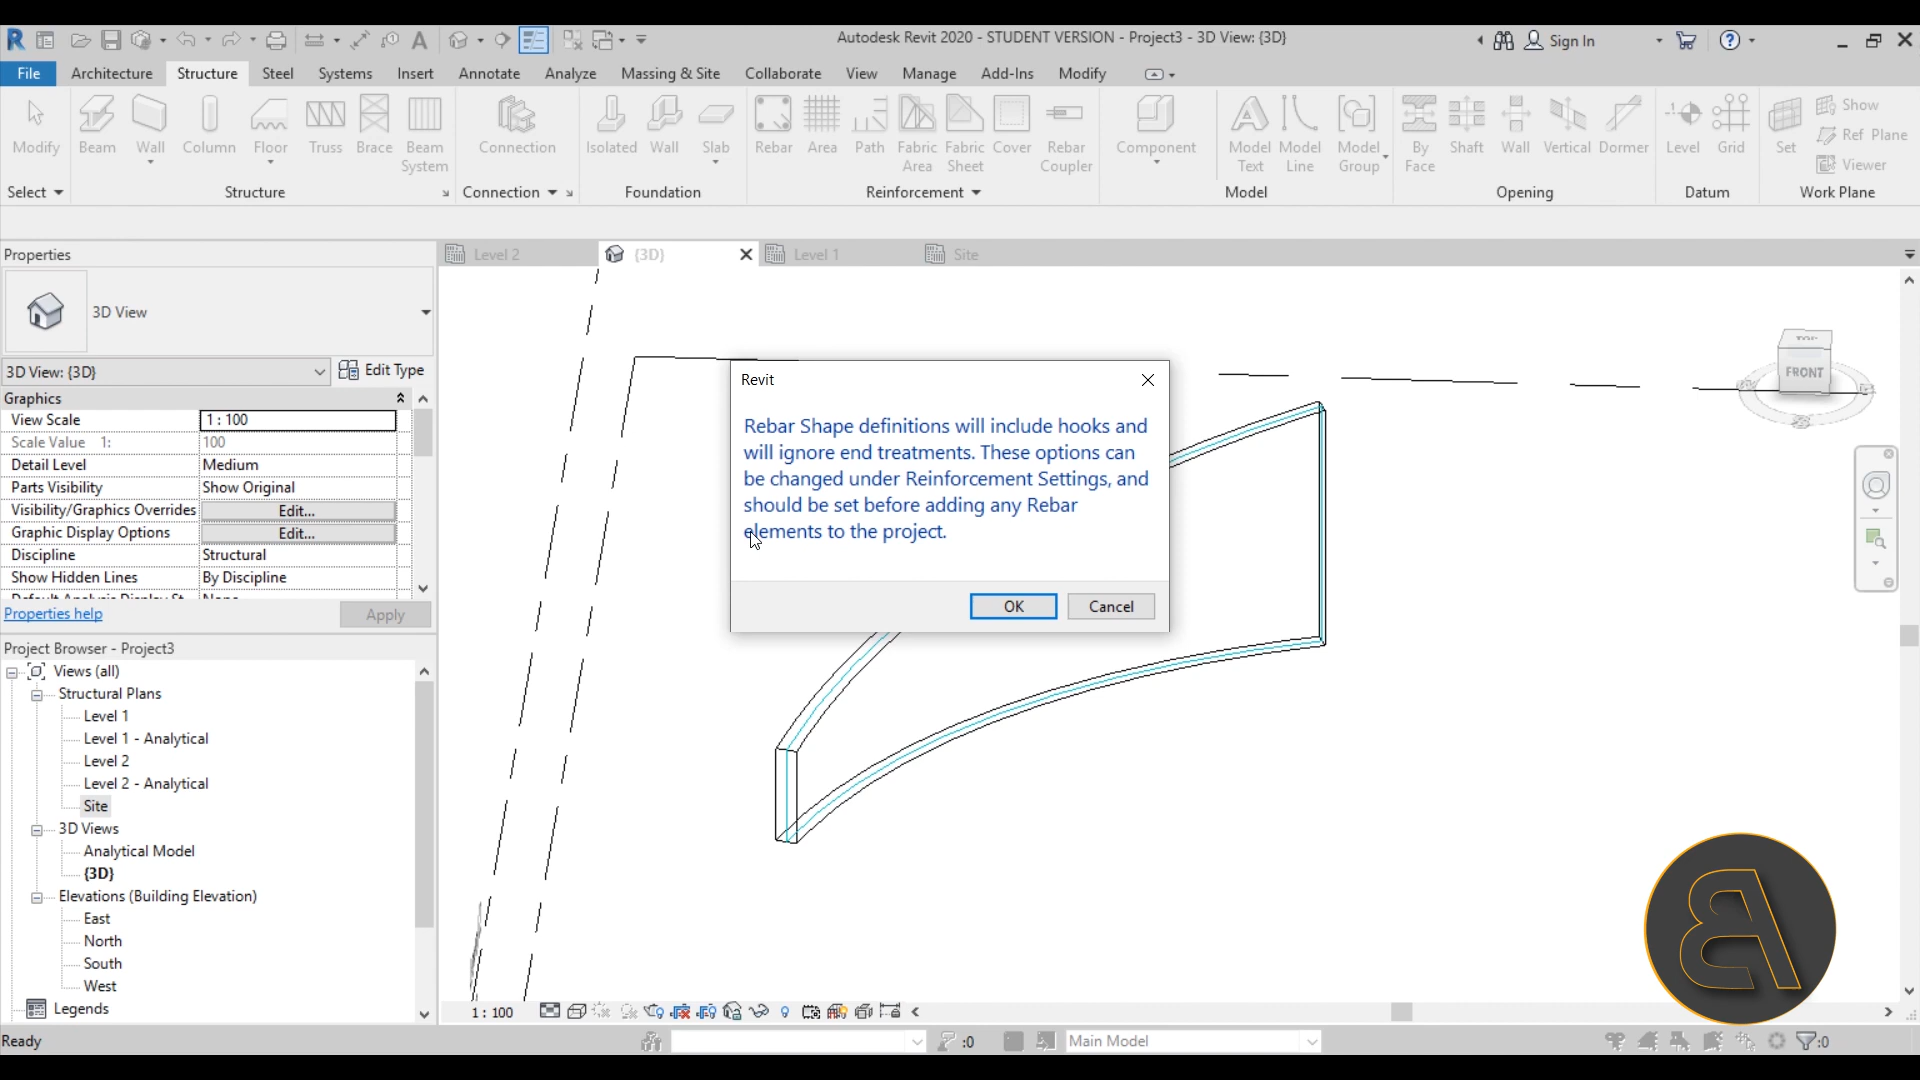 Autodesk Revit 2020 - STUDENT VERSION - Project3 - 3D View: {3D}
Sign In
File Architecture Structure Steel Systems Insert Annotate Analyze Massing & Site Collaborate View Manage Add-Ins Modify
Modify
Select
Beam Wall Column Floor Truss Brace Beam System
Structure
Connection
Connection
Isolated Wall Slab
Foundation
Rebar Area Path Fabric Area Fabric Sheet Cover Rebar Coupler
Reinforcement
Component Model Text Model Line Model Group
Model
By Face Shaft Wall Vertical Dormer
Opening
Level Grid
Datum
Set Show Ref Plane Viewer
Work Plane
Properties
3D View
3D View: {3D} Edit Type
Graphics
View Scale 1 : 100
Scale Value 1: 100
Detail Level Medium
Parts Visibility Show Original
Visibility/Graphics Overrides Edit...
Graphic Display Options Edit...
Discipline Structural
Show Hidden Lines By Discipline
Properties help Apply
Project Browser - Project3
Views (all)
Structural Plans
Level 1
Level 1 - Analytical
Level 2
Level 2 - Analytical
Site
3D Views
Analytical Model
{3D}
Elevations (Building Elevation)
East
North
South
West
Legends
Level 2 {3D} Level 1 Site
FRONT
Revit
Rebar Shape definitions will include hooks and
will ignore end treatments. These options can
be changed under Reinforcement Settings, and
should be set before adding any Rebar
elements to the project.
OK Cancel
1 : 100
Ready
:0
Main Model
:0